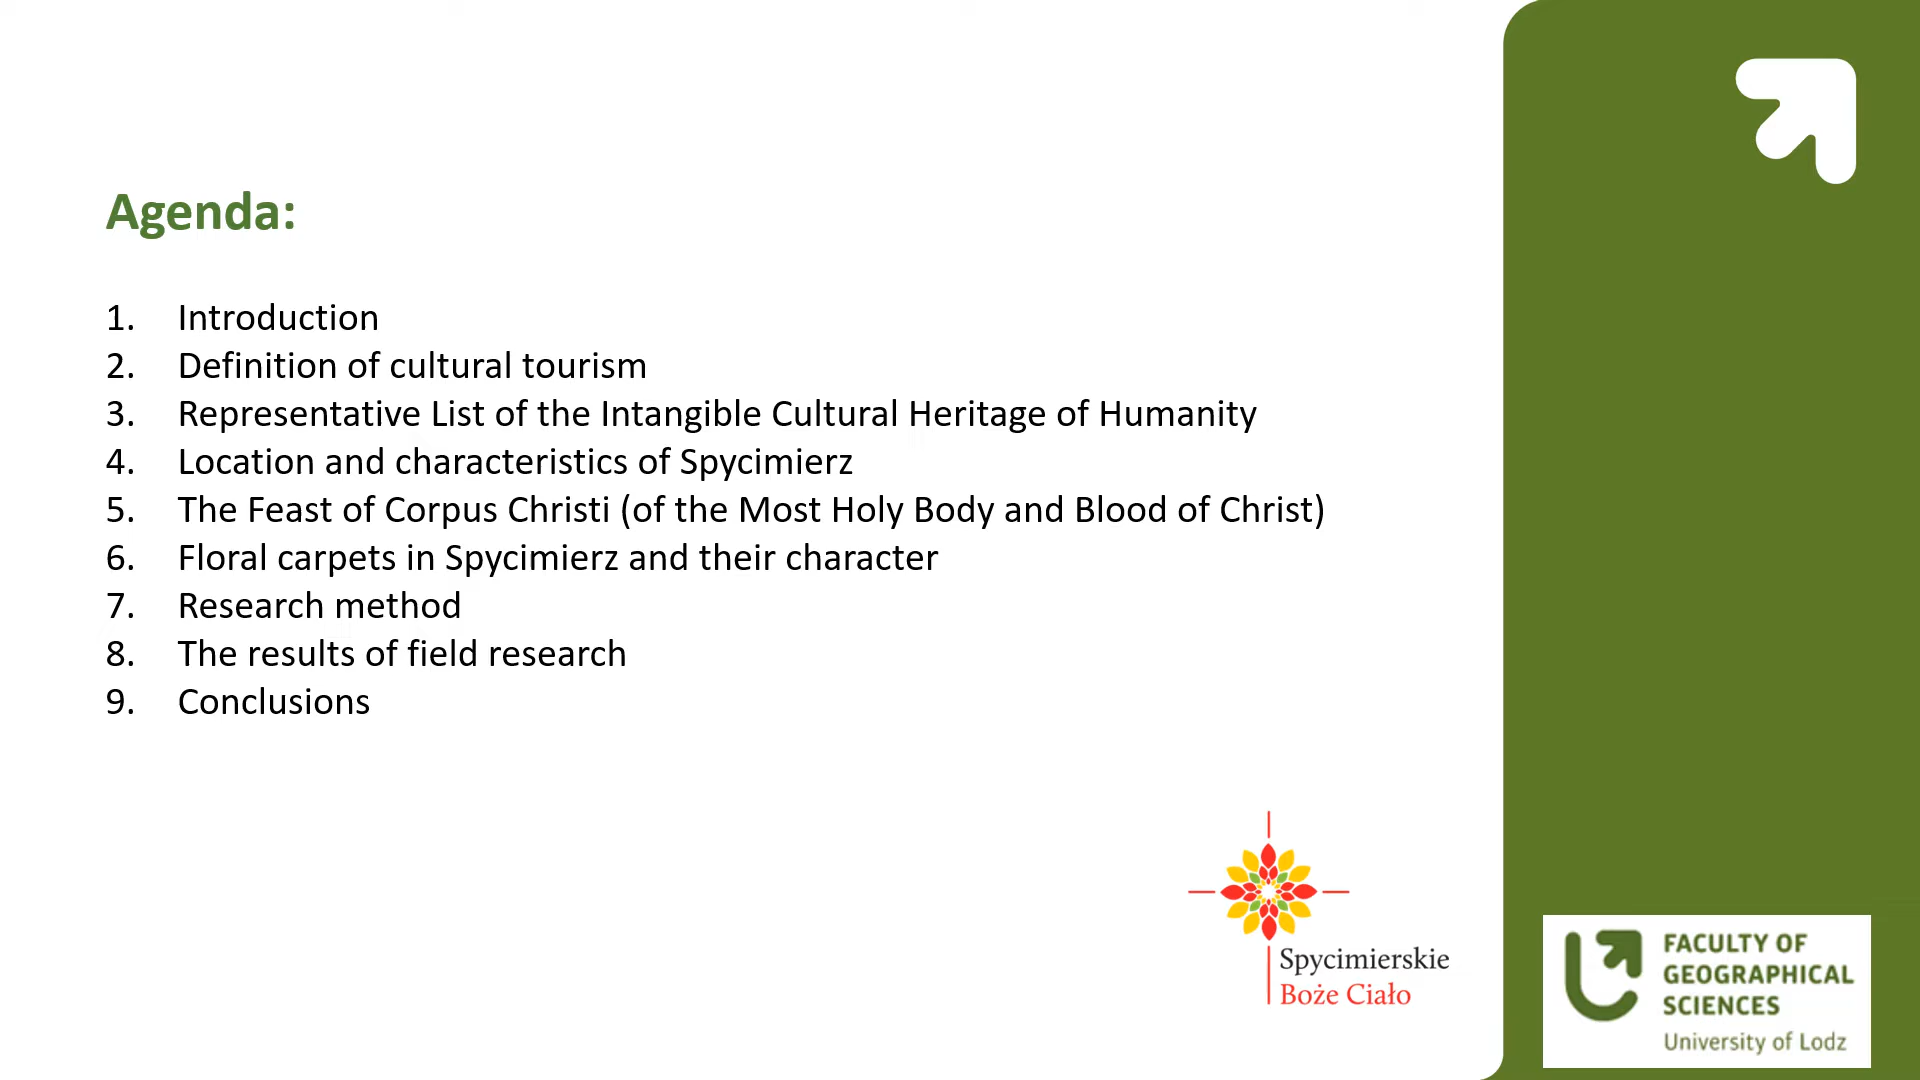 Agenda:
1. Introduction
2. Definition of cultural tourism
3. Representative List of the Intangible Cultural Heritage of Humanity
4. Location and characteristics of Spycimierz
5. The Feast of Corpus Christi (of the Most Holy Body and Blood of Christ)
6. Floral carpets in Spycimierz and their character
7. Research method
8. The results of field research
9. Conclusions
Spycimierskie
Boże Ciało
FACULTY OF
GEOGRAPHICAL
SCIENCES
University of Lodz